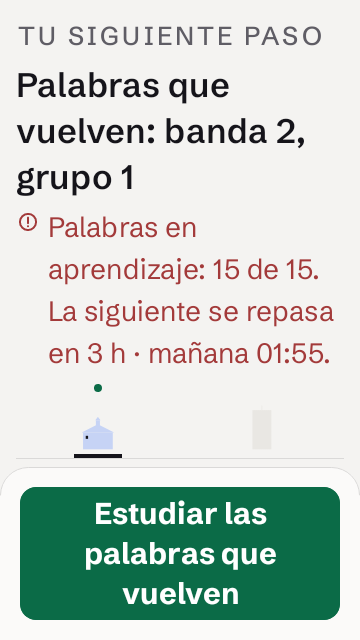 TU SIGUIENTE PASO
Palabras que
vuelven: banda 2,
grupo 1
Palabras en
aprendizaje: 15 de 15.
La siguiente se repasa
en 3 h · mañana 01:55.
Estudiar las
palabras que
vuelven